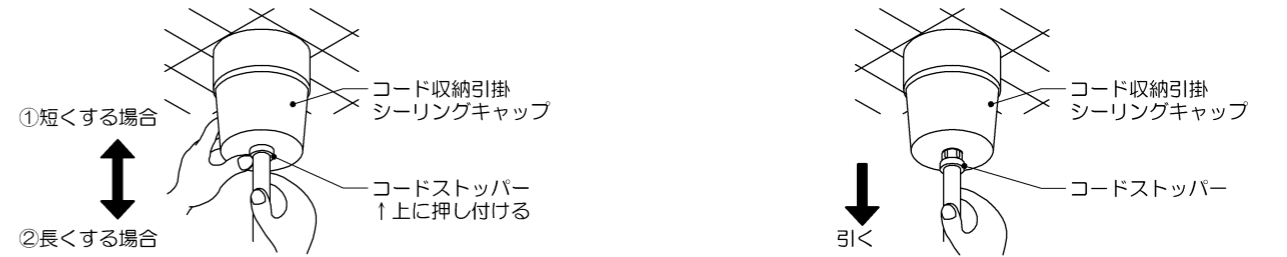 コード収納引掛
シーリングキャップ
①短くする場合
コードストッパー
↑上に押し付ける
②長くする場合
コード収納引掛
シーリングキャップ
コードストッパー
引く